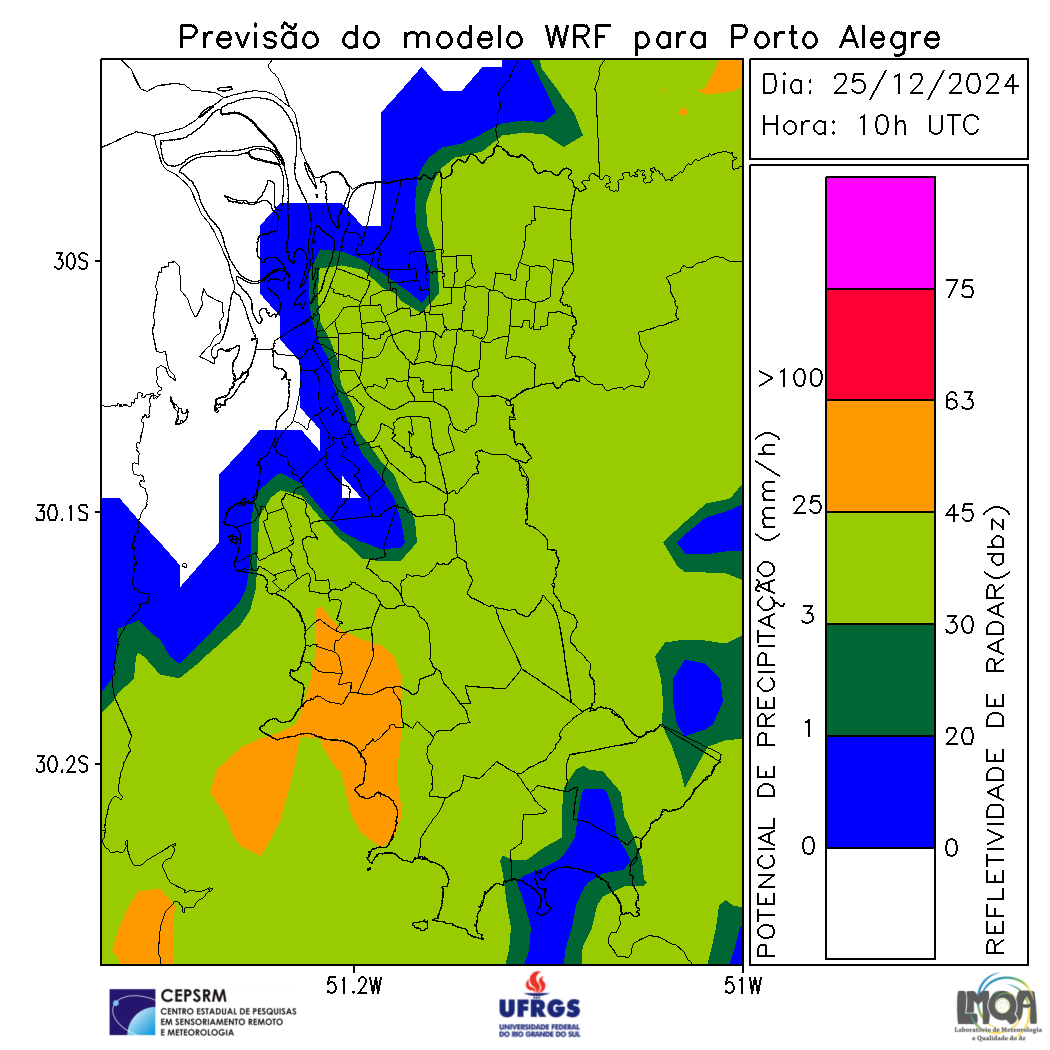 Previsão do modelo WRF para Porto Alegre
Dia: 25/12/2024
Hora: 10h UTC
30S
30.1S
30.2S
51.2W
51W
POTENCIAL DE PRECIPITAÇÃO (mm/h)
>100
25
3
1
0
75
63
45
30
20
0
REFLETIVIDADE DE RADAR(dbz)
CEPSRM
CENTRO ESTADUAL DE PESQUISAS
EM SENSORIAMENTO REMOTO
E METEOROLOGIA
UFRGS
UNIVERSIDADE FEDERAL
DO RIO GRANDE DO SUL
LMQA
Laboratório de Meteorologia
e Qualidade do Ar